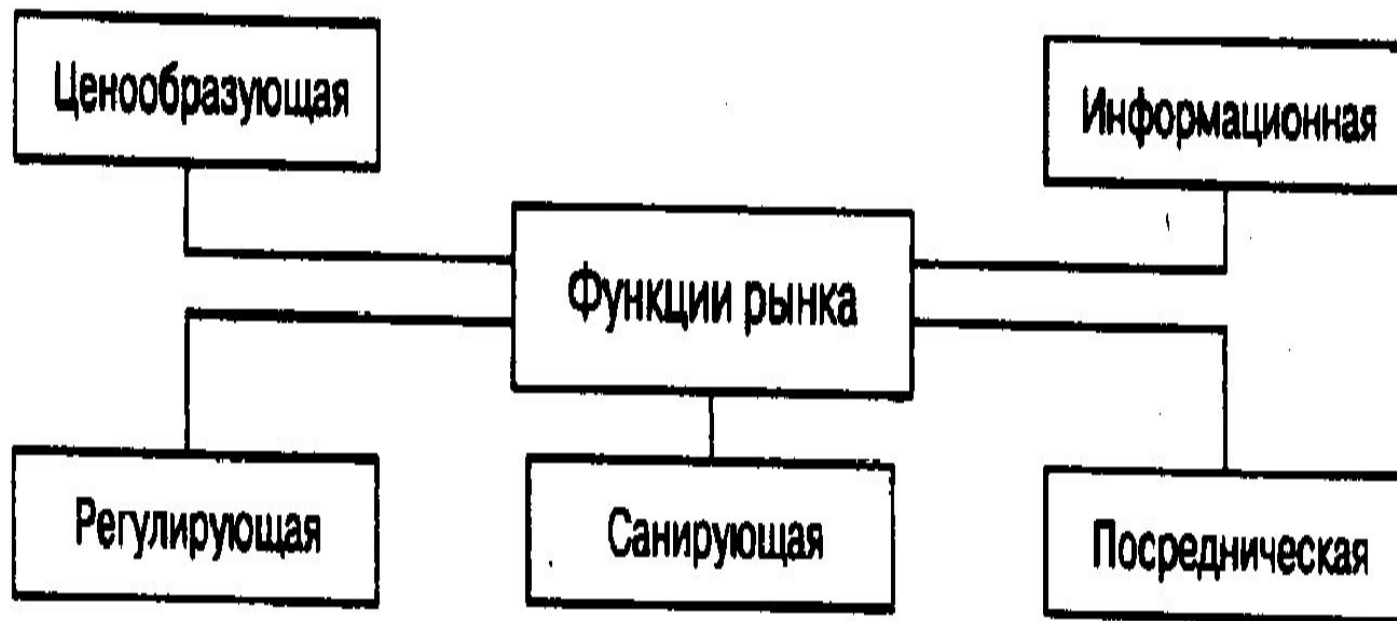 Ценообразующая
Информационная
Функции рынка
Регулирующая
Санирующая
Посредническая